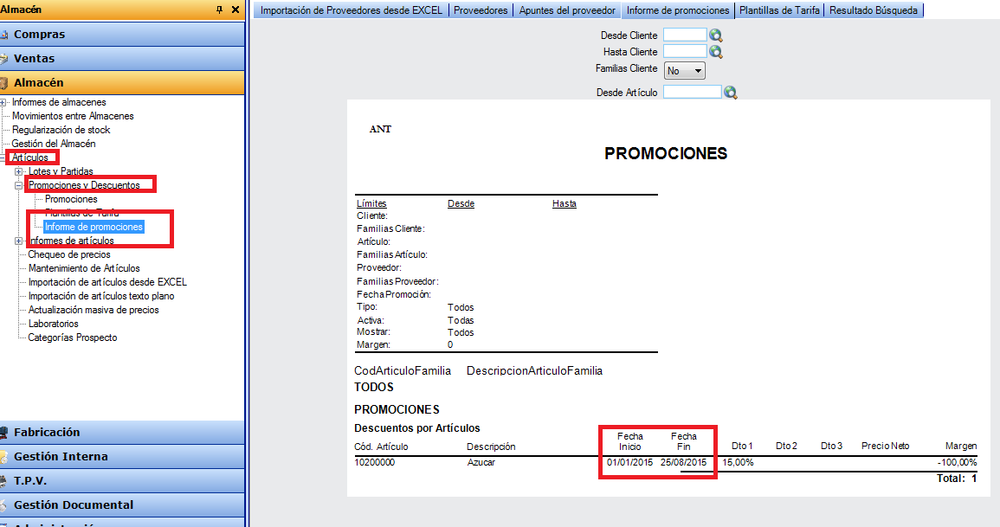 Almacén
Compras
Ventas
Almacén
Informes de almacenes
Movimientos entre Almacenes
Regularización de stock
Gestión del Almacén
Artículos
Lotes y Partidas
Promociones y Descuentos
Promociones
Plantillas de Tarifa
Informe de promociones
Informes de artículos
Chequeo de precios
Mantenimiento de Artículos
Importación de artículos desde EXCEL
Importación de artículos texto plano
Actualización masiva de precios
Laboratorios
Categorías Prospecto
Fabricación
Gestión Interna
T.P.V.
Gestión Documental
Importación de Proveedores desde EXCEL Proveedores Apuntes del proveedor Informe de promociones Plantillas de Tarifa Resultado Búsqueda
Desde Cliente
Hasta Cliente
Familias Cliente No
Desde Artículo
ANT
PROMOCIONES
Límites Desde Hasta
Cliente:
Familias Cliente:
Artículo:
Familias Artículo:
Proveedor:
Familias Proveedor:
Fecha Promoción:
Tipo: Todos
Activa: Todas
Mostrar: Todos
Margen: 0
CodArticuloFamilia DescripcionArticuloFamilia
TODOS
PROMOCIONES
Descuentos por Artículos
Cód. Artículo Descripción Fecha Inicio Fecha Fin Dto 1 Dto 2 Dto 3 Precio Neto Margen
10200000 Azucar 01/01/2015 25/08/2015 15,00% -100,00%
Total: 1